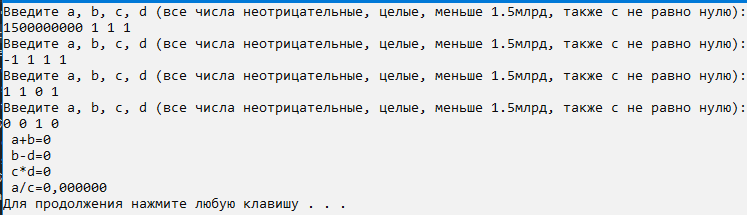 Введите a, b, c, d (все числа неотрицательные, целые, меньше 1.5млрд, также с не равно нулю):
1500000000 1 1 1
Введите a, b, c, d (все числа неотрицательные, целые, меньше 1.5млрд, также с не равно нулю):
-1 1 1 1
Введите a, b, c, d (все числа неотрицательные, целые, меньше 1.5млрд, также с не равно нулю):
1 1 0 1
Введите a, b, c, d (все числа неотрицательные, целые, меньше 1.5млрд, также с не равно нулю):
0 0 1 0
a+b=0
b-d=0
c*d=0
a/c=0,000000
Для продолжения нажмите любую клавишу . . .